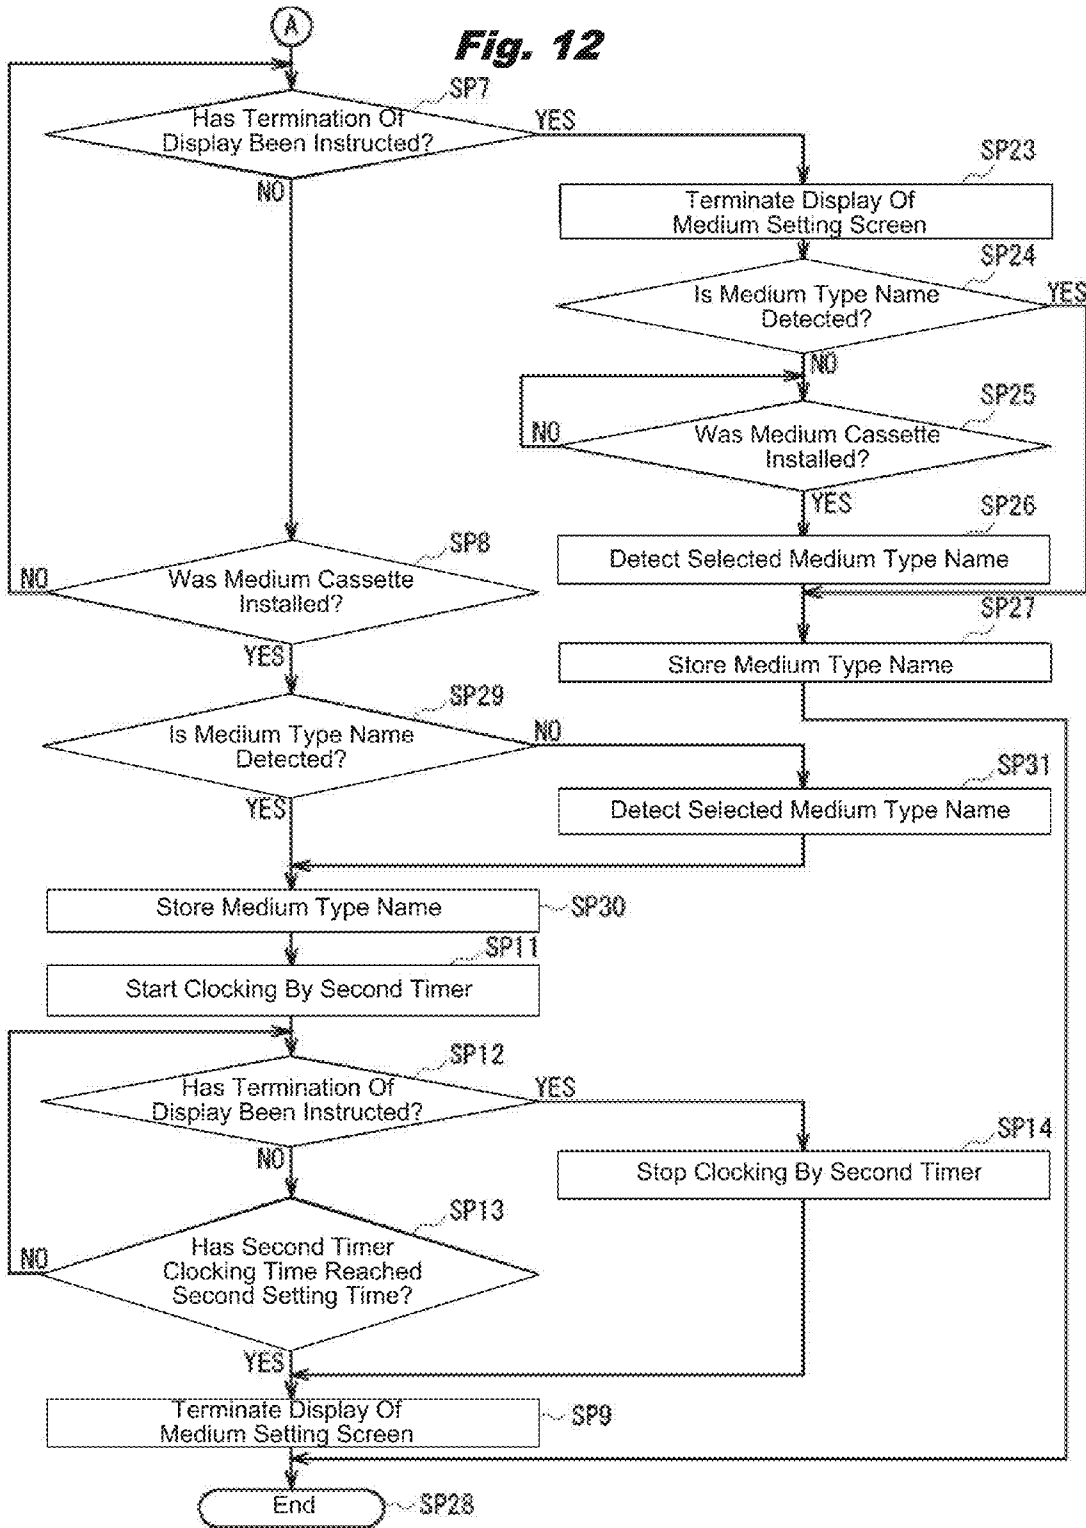 A
Fig. 12
SP7
Has Termination Of
Display Been Instructed?
YES
NO
SP23
Terminate Display Of
Medium Setting Screen
SP24
Is Medium Type Name
Detected?
YES
NO
SP25
Was Medium Cassette
Installed?
NO
YES
SP26
Detect Selected Medium Type Name
SP27
Store Medium Type Name
SP8
Was Medium Cassette
Installed?
NO
YES
SP29
Is Medium Type Name
Detected?
NO
YES
SP31
Detect Selected Medium Type Name
Store Medium Type Name
SP30
SP11
Start Clocking By Second Timer
SP12
Has Termination Of
Display Been Instructed?
YES
NO
SP14
Stop Clocking By Second Timer
SP13
Has Second Timer
Clocking Time Reached
Second Setting Time?
NO
YES
Terminate Display Of
Medium Setting Screen
SP9
End
SP28